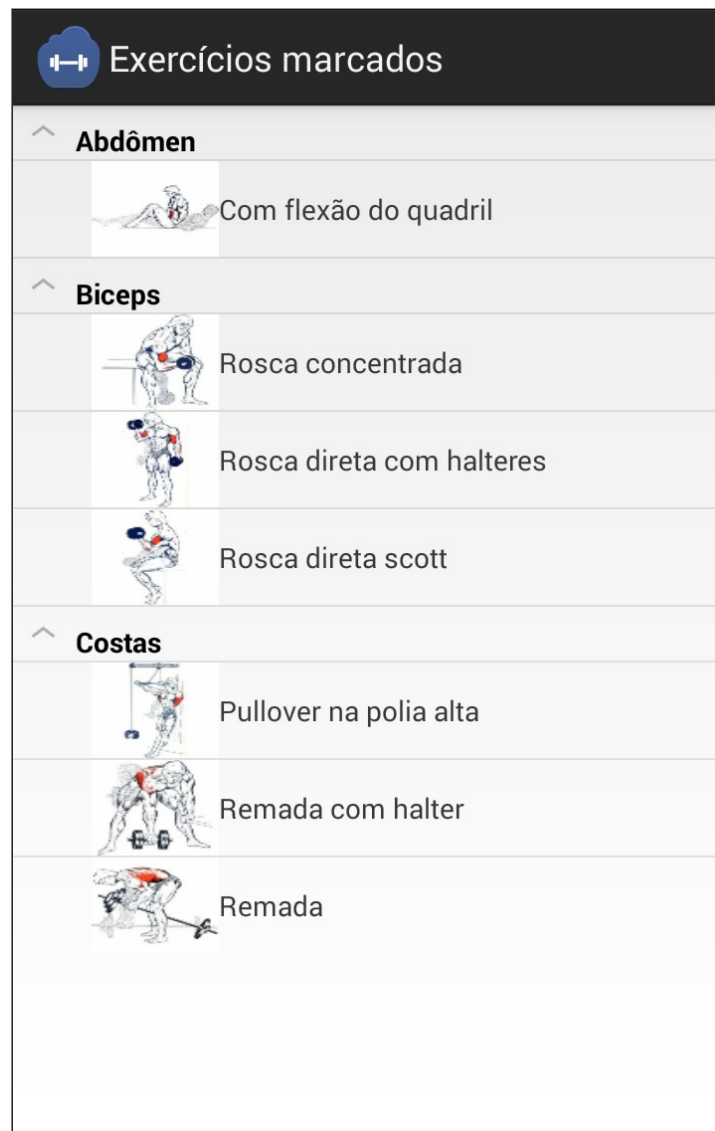 Exercícios marcados
Abdômen
Com flexão do quadril
Biceps
Rosca concentrada
Rosca direta com halteres
Rosca direta scott
Costas
Pullover na polia alta
Remada com halter
Remada